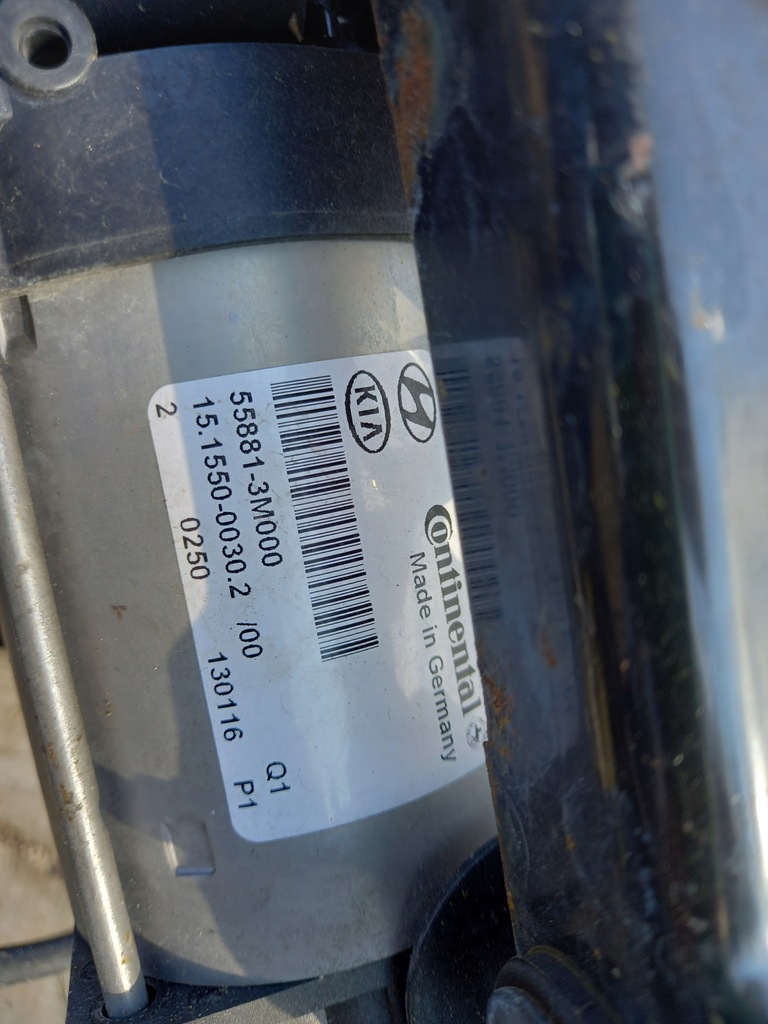 KIA
Continental
Made in Germany
55881-3M000
Q1
15.1550-0030.2 /00
2 0250 130116 P1